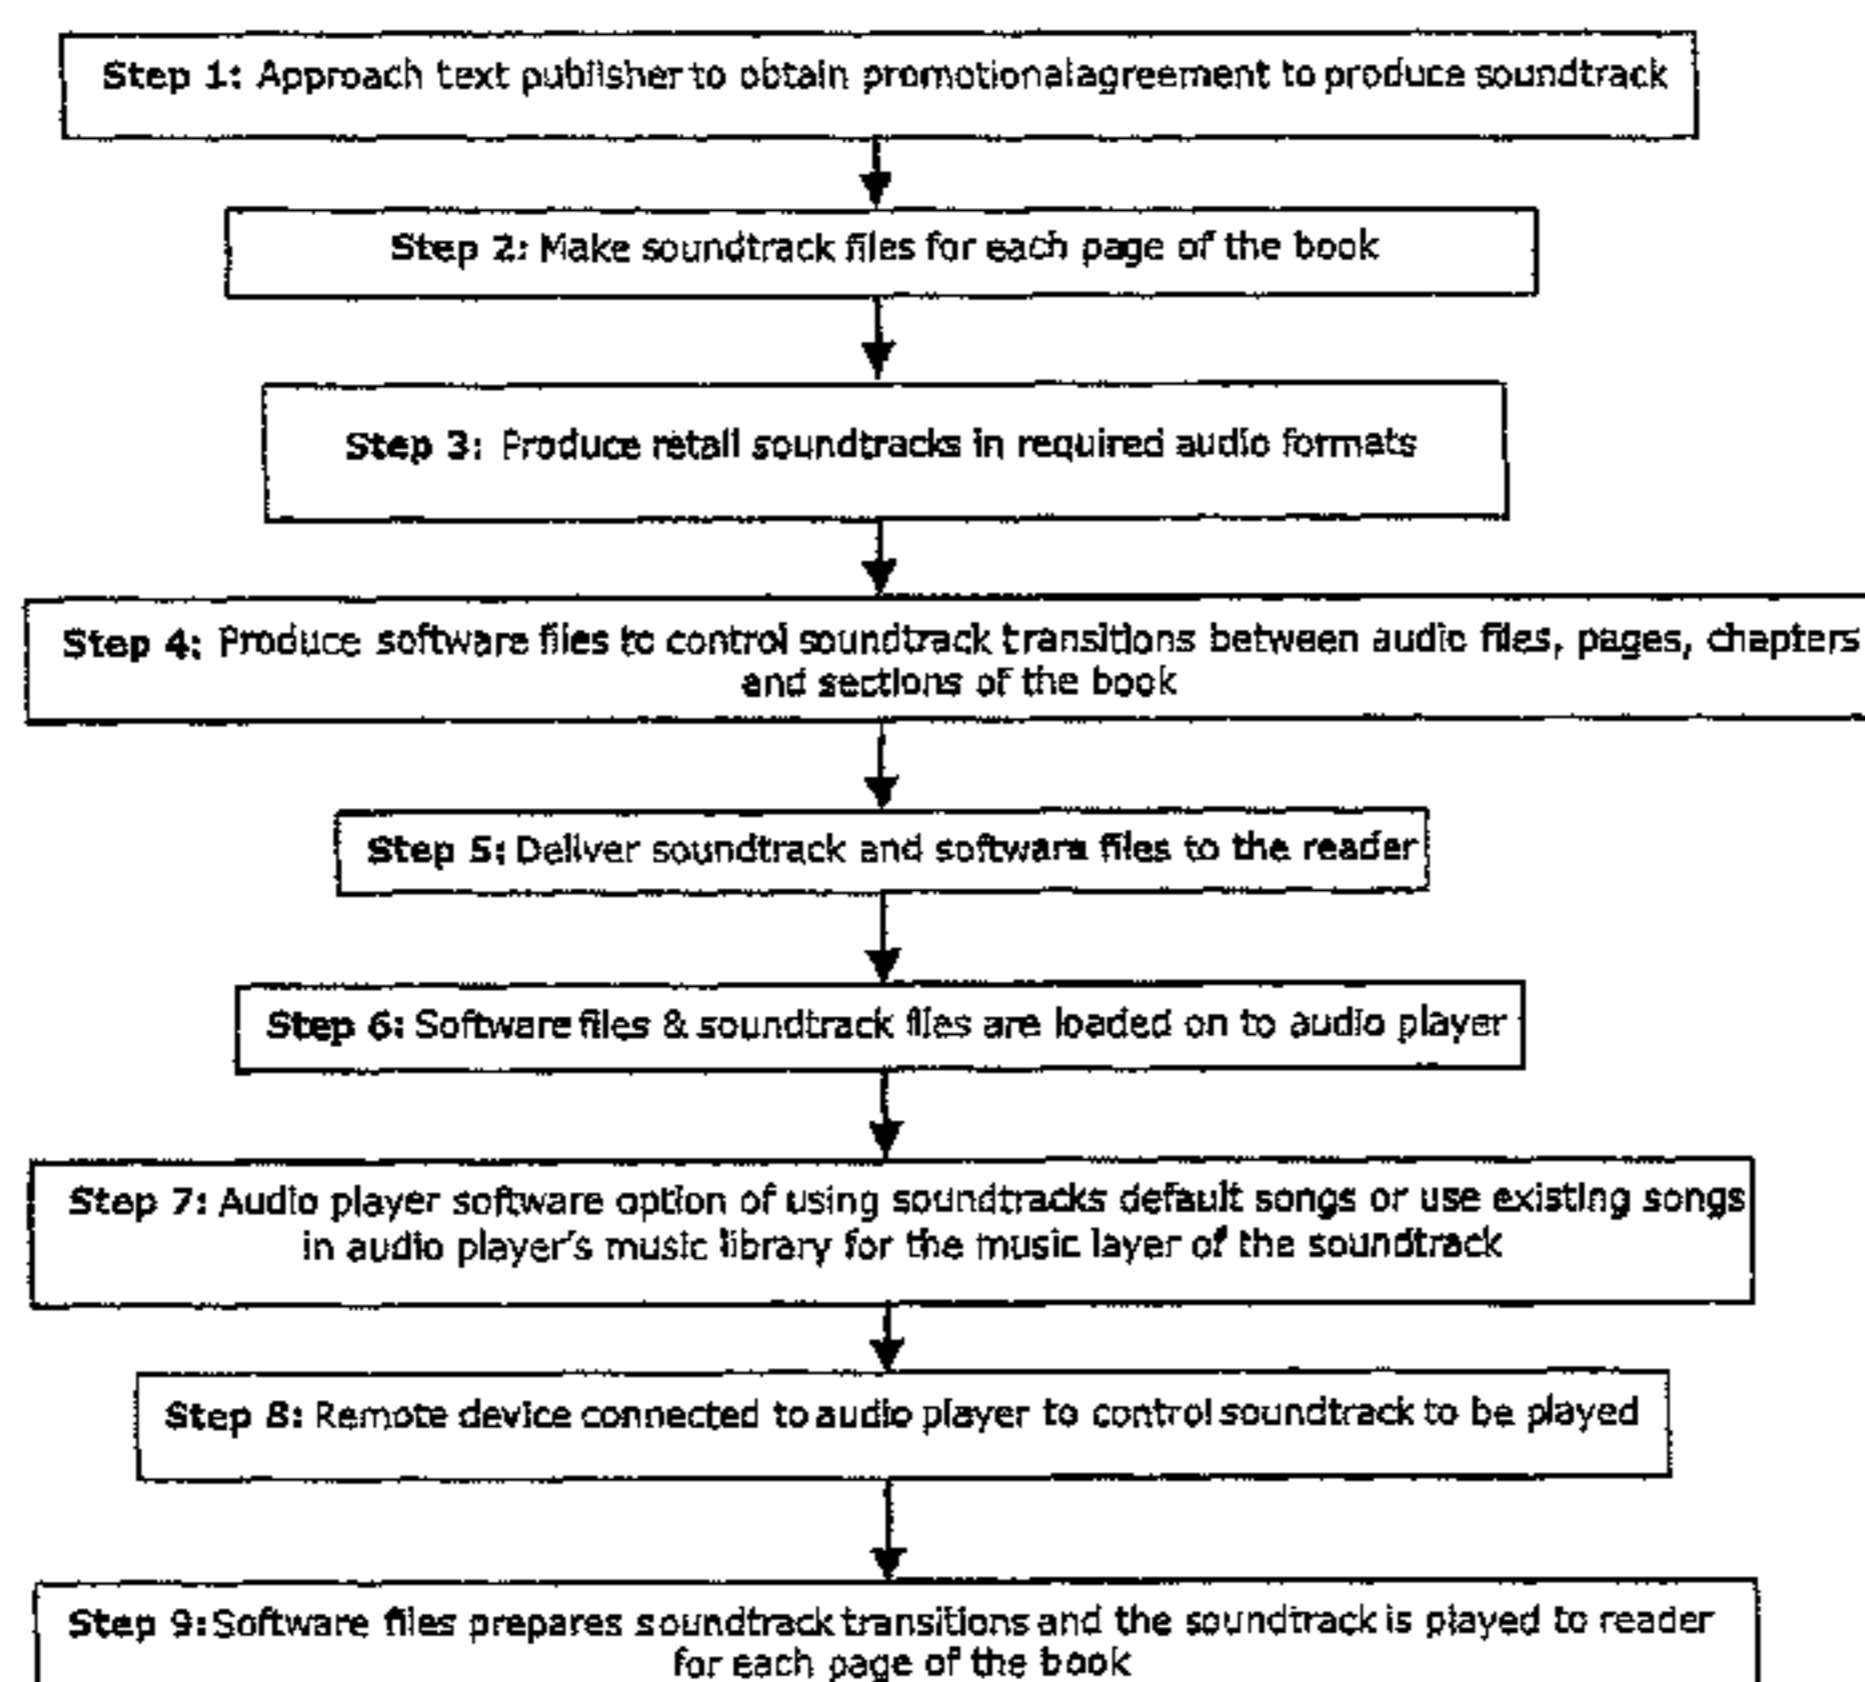 Step 1: Approach text publisher to obtain promotionalagreement to produce soundtrack
Step 2: Make soundtrack files for each page of the book
Step 3: Produce retail soundtracks in required audio formats
Step 4: Produce software files to control soundtrack transitions between audio files, pages, chapters
and sections of the book
Step 5: Deliver soundtrack and software files to the reader
Step 6: Software files & soundtrack files are loaded on to audio player
Step 7: Audio player software option of using soundtracks default songs or use existing songs
in audio player's music library for the music layer of the soundtrack
Step 8: Remote device connected to audio player to control soundtrack to be played
Step 9: Software files prepares soundtrack transitions and the soundtrack is played to reader
for each page of the book